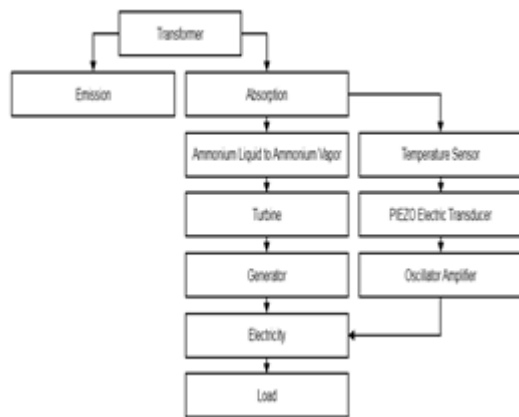 Transformer
Emission
Absorption
Ammonium Liquid to Ammonium Vapor
Temperature Sensor
Turbine
PIEZO Electric Transducer
Generator
Oscillator Amplifier
Electricity
Load